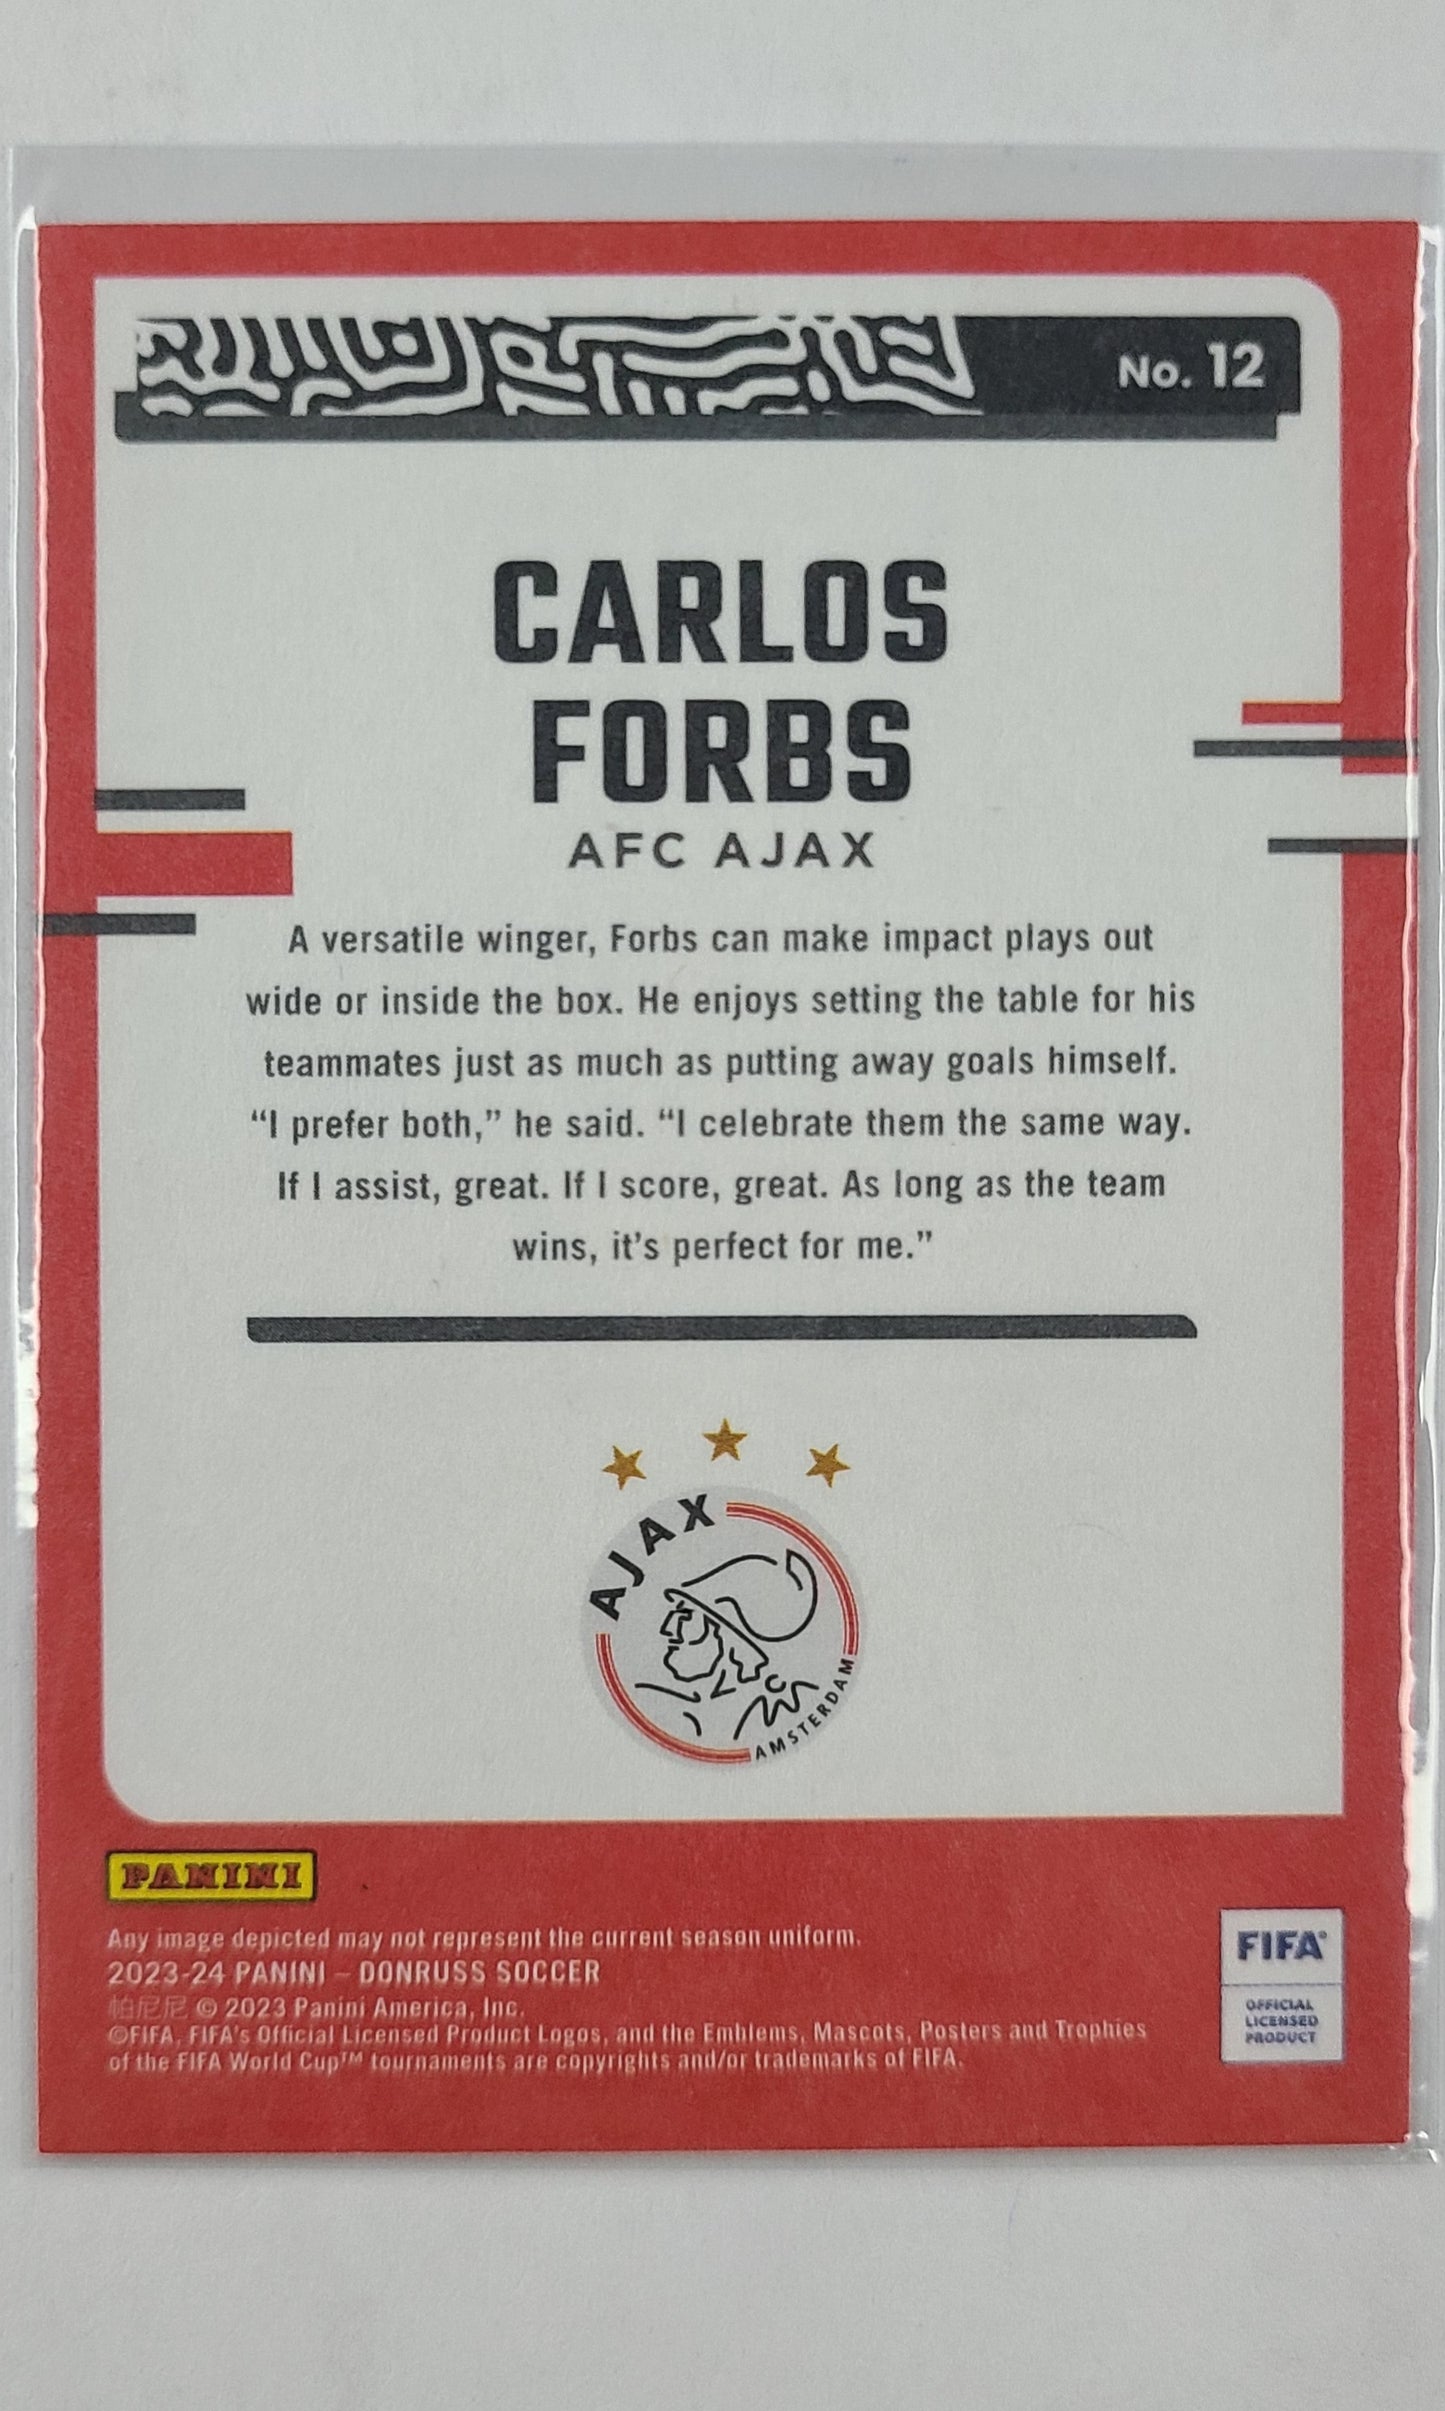 No. 12
CARLOS
FORBS
AFC AJAX
A versatile winger, Forbs can make impact plays out
wide or inside the box. He enjoys setting the table for his
teammates just as much as putting away goals himself.
“I prefer both,” he said. “I celebrate them the same way.
If I assist, great. If I score, great. As long as the team
wins, it’s perfect for me.”
AJAX
AMSTERDAM
PANINI
Any image depicted may not represent the current season uniform.
2023-24 PANINI – DONRUSS SOCCER
帕尼尼 © 2023 Panini America, Inc.
©FIFA, FIFA's Official Licensed Product Logos, and the Emblems, Mascots, Posters and Trophies
of the FIFA World Cup™ tournaments are copyrights and/or trademarks of FIFA.
FIFA®
OFFICIAL
LICENSED
PRODUCT